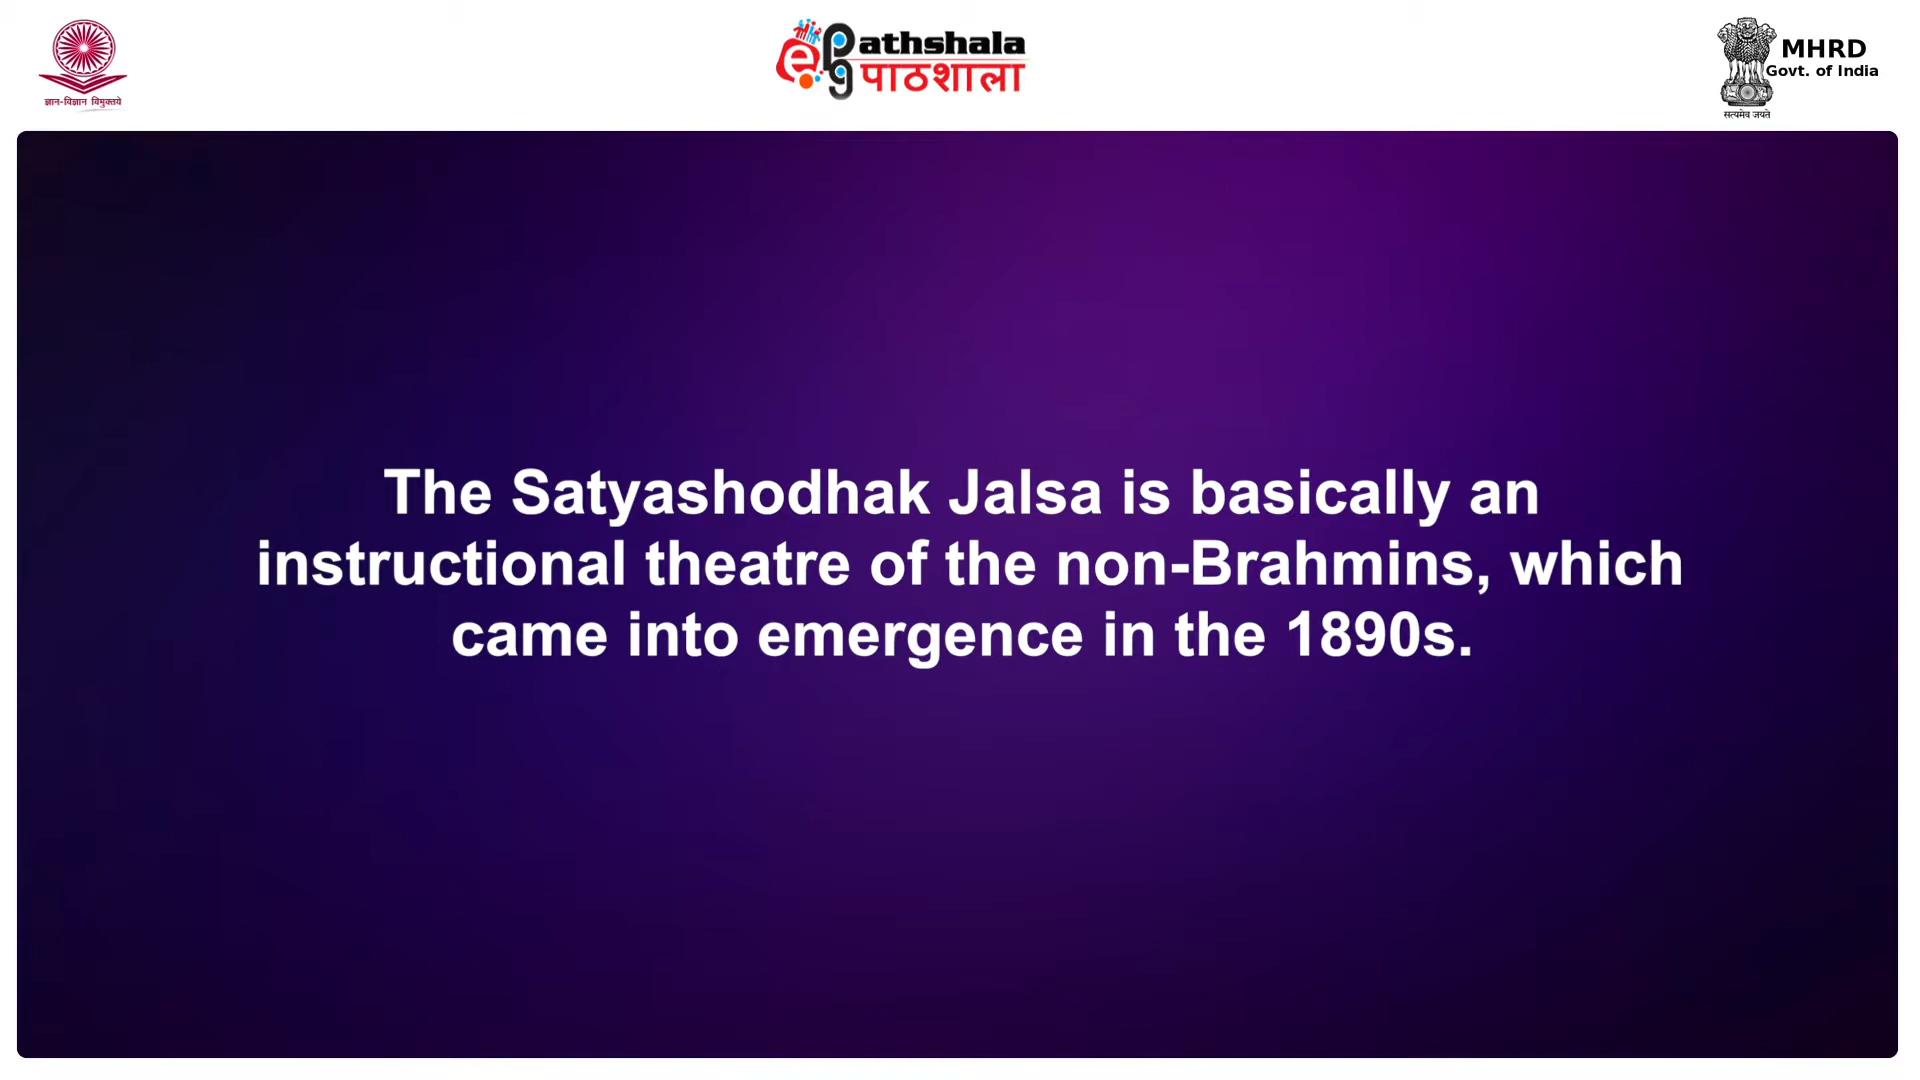 ज्ञान-विज्ञान विमुक्तये
ePG
athshala
पाठशाला
MHRD
Govt. of India
सत्यमेव जयते
The Satyashodhak Jalsa is basically an
instructional theatre of the non-Brahmins, which
came into emergence in the 1890s.